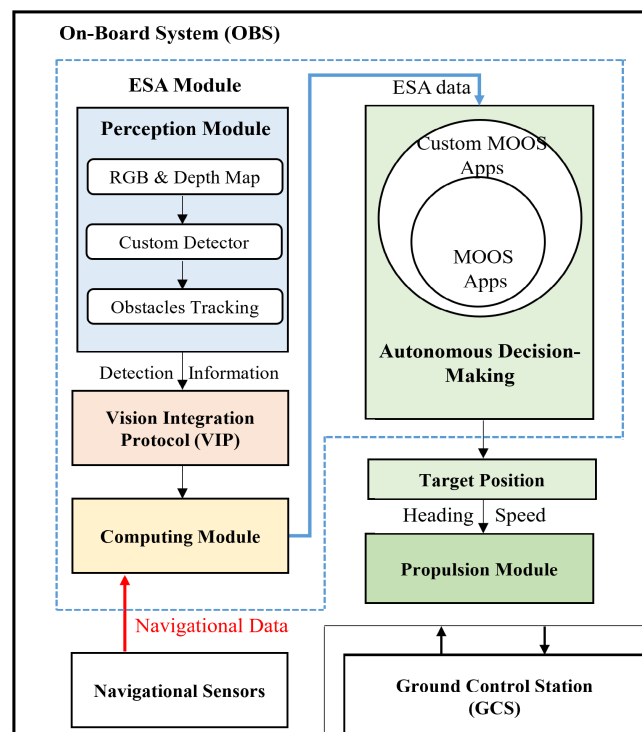 On-Board System (OBS)
ESA Module
Perception Module
RGB & Depth Map
Custom Detector
Obstacles Tracking
Detection Information
Vision Integration
Protocol (VIP)
Computing Module
Navigational Data
Navigational Sensors
ESA data
Custom MOOS
Apps
MOOS
Apps
Autonomous Decision-
Making
Target Position
Heading Speed
Propulsion Module
Ground Control Station
(GCS)